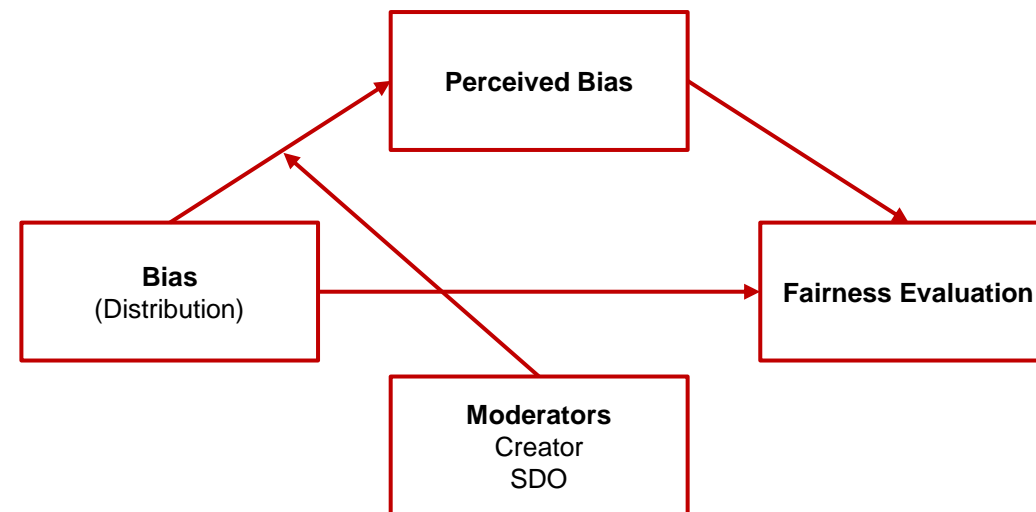 Perceived Bias
Bias
(Distribution)
Fairness Evaluation
Moderators
Creator
SDO